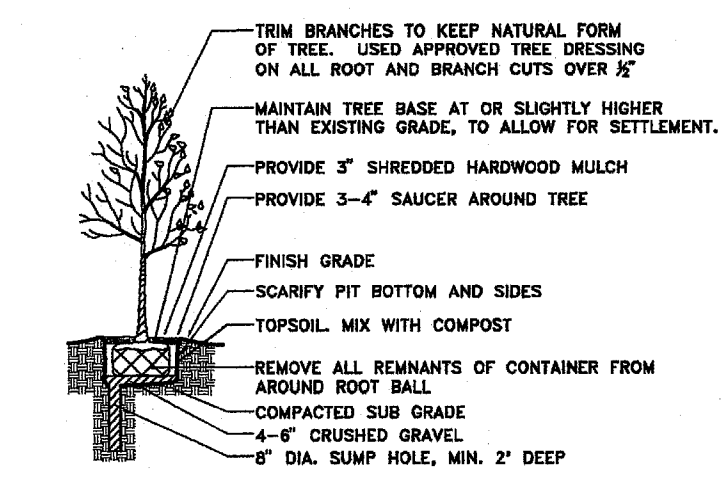 TRIM BRANCHES TO KEEP NATURAL FORM
OF TREE. USED APPROVED TREE DRESSING
ON ALL ROOT AND BRANCH CUTS OVER ½"
MAINTAIN TREE BASE AT OR SLIGHTLY HIGHER
THAN EXISTING GRADE, TO ALLOW FOR SETTLEMENT.
PROVIDE 3" SHREDDED HARDWOOD MULCH
PROVIDE 3-4" SAUCER AROUND TREE
FINISH GRADE
SCARIFY PIT BOTTOM AND SIDES
TOPSOIL MIX WITH COMPOST
REMOVE ALL REMNANTS OF CONTAINER FROM
AROUND ROOT BALL
COMPACTED SUB GRADE
4-6" CRUSHED GRAVEL
8" DIA. SUMP HOLE, MIN. 2' DEEP